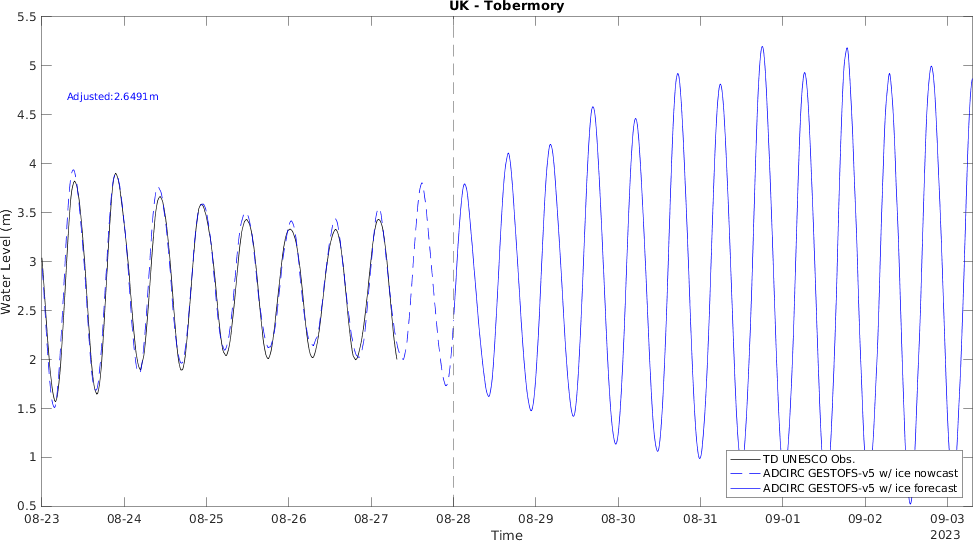 UK - Tobermory
5.5
5
4.5
4
3.5
3
2.5
2
1.5
1
0.5
Water Level (m)
Adjusted:2.6491m
TD UNESCO Obs.
ADCIRC GESTOFS-v5 w/ ice nowcast
ADCIRC GESTOFS-v5 w/ ice forecast
08-23 08-24 08-25 08-26 08-27 08-28 08-29 08-30 08-31 09-01 09-02 09-03
2023
Time